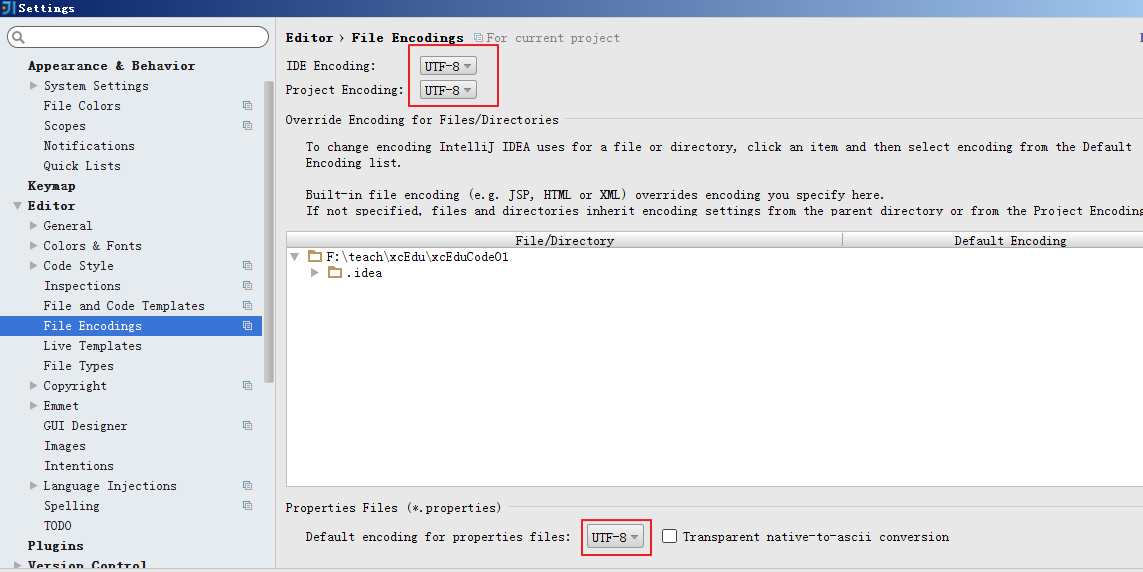 Settings
Appearance & Behavior
System Settings
File Colors
Scopes
Notifications
Quick Lists
Keymap
Editor
General
Colors & Fonts
Code Style
Inspections
File and Code Templates
File Encodings
Live Templates
File Types
Copyright
Emmet
GUI Designer
Images
Intentions
Language Injections
Spelling
TODO
Plugins
Version Control
Editor › File Encodings For current project
IDE Encoding: UTF-8
Project Encoding: UTF-8
Override Encoding for Files/Directories
To change encoding IntelliJ IDEA uses for a file or directory, click an item and then select encoding from the Default
Encoding list.
Built-in file encoding (e.g. JSP, HTML or XML) overrides encoding you specify here.
If not specified, files and directories inherit encoding settings from the parent directory or from the Project Encoding
File/Directory Default Encoding
F:\teach\xcEdu\xcEduCode01
.idea
Properties Files (*.properties)
Default encoding for properties files: UTF-8 Transparent native-to-ascii conversion